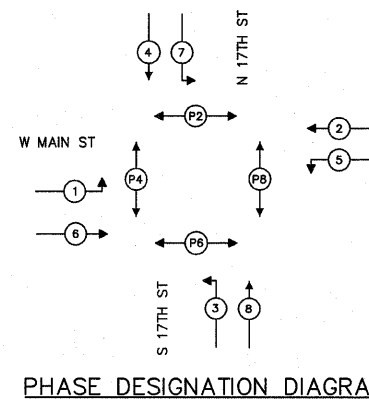 4 7
N 17TH ST
P2
2
W MAIN ST
5
P4 P8
1
6
P6
S 17TH ST
3 8
PHASE DESIGNATION DIAGRA